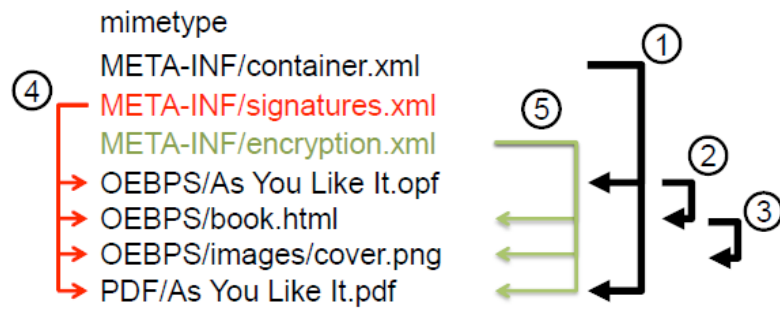 mimetype
①
META-INF/container.xml
④
META-INF/signatures.xml
⑤
META-INF/encryption.xml
②
OEBPS/As You Like It.opf
OEBPS/book.html
③
OEBPS/images/cover.png
PDF/As You Like It.pdf